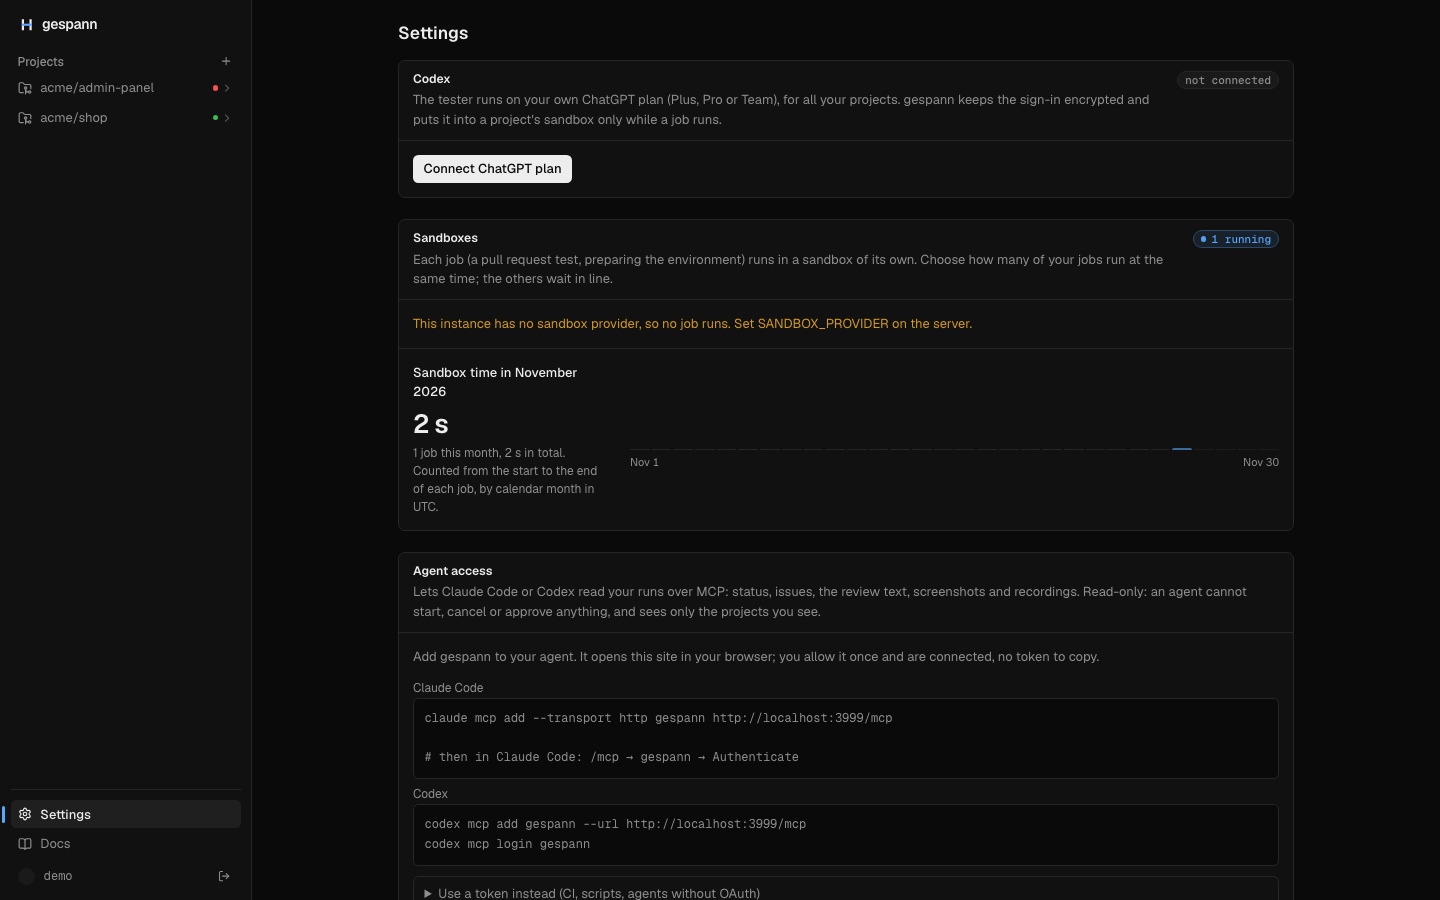 gespann
Projects
+
acme/admin-panel
acme/shop
Settings
Docs
demo
Settings
Codex
not connected
The tester runs on your own ChatGPT plan (Plus, Pro or Team), for all your projects. gespann keeps the sign-in encrypted and
puts it into a project's sandbox only while a job runs.
Connect ChatGPT plan
Sandboxes
1 running
Each job (a pull request test, preparing the environment) runs in a sandbox of its own. Choose how many of your jobs run at the
same time; the others wait in line.
This instance has no sandbox provider, so no job runs. Set SANDBOX_PROVIDER on the server.
Sandbox time in November
2026
2 s
1 job this month, 2 s in total.
Counted from the start to the end
of each job, by calendar month in
UTC.
Nov 1
Nov 30
Agent access
Lets Claude Code or Codex read your runs over MCP: status, issues, the review text, screenshots and recordings. Read-only: an agent cannot
start, cancel or approve anything, and sees only the projects you see.
Add gespann to your agent. It opens this site in your browser; you allow it once and are connected, no token to copy.
Claude Code
claude mcp add --transport http gespann http://localhost:3999/mcp
# then in Claude Code: /mcp → gespann → Authenticate
Codex
codex mcp add gespann --url http://localhost:3999/mcp
codex mcp login gespann
▶ Use a token instead (CI, scripts, agents without OAuth)